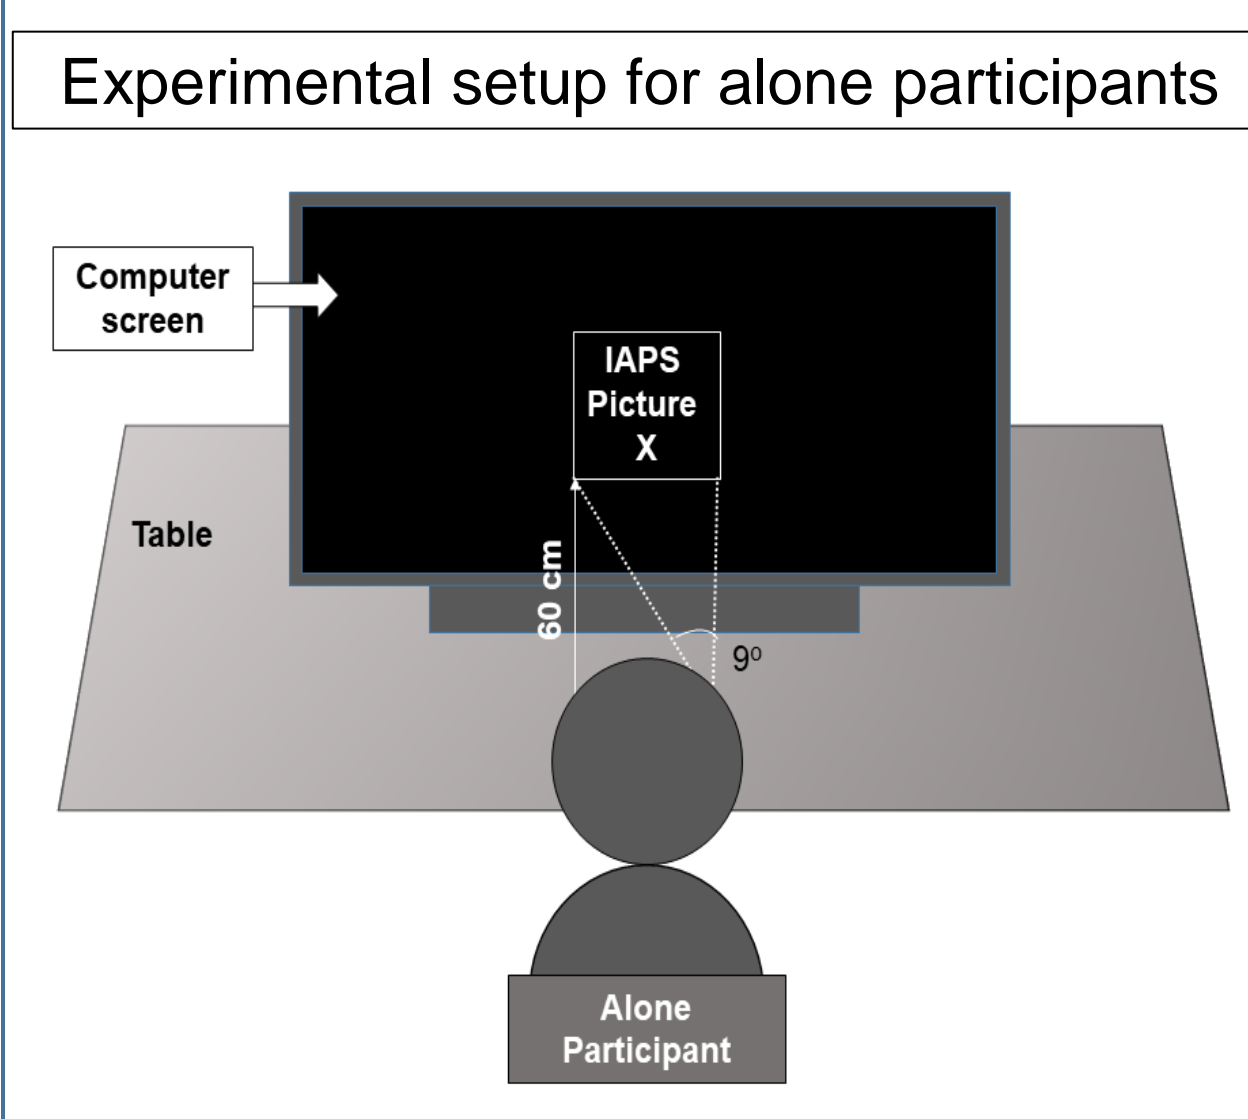 Experimental setup for alone participants
Computer
screen
IAPS
Picture
X
Table
60 cm
9⁰
Alone
Participant